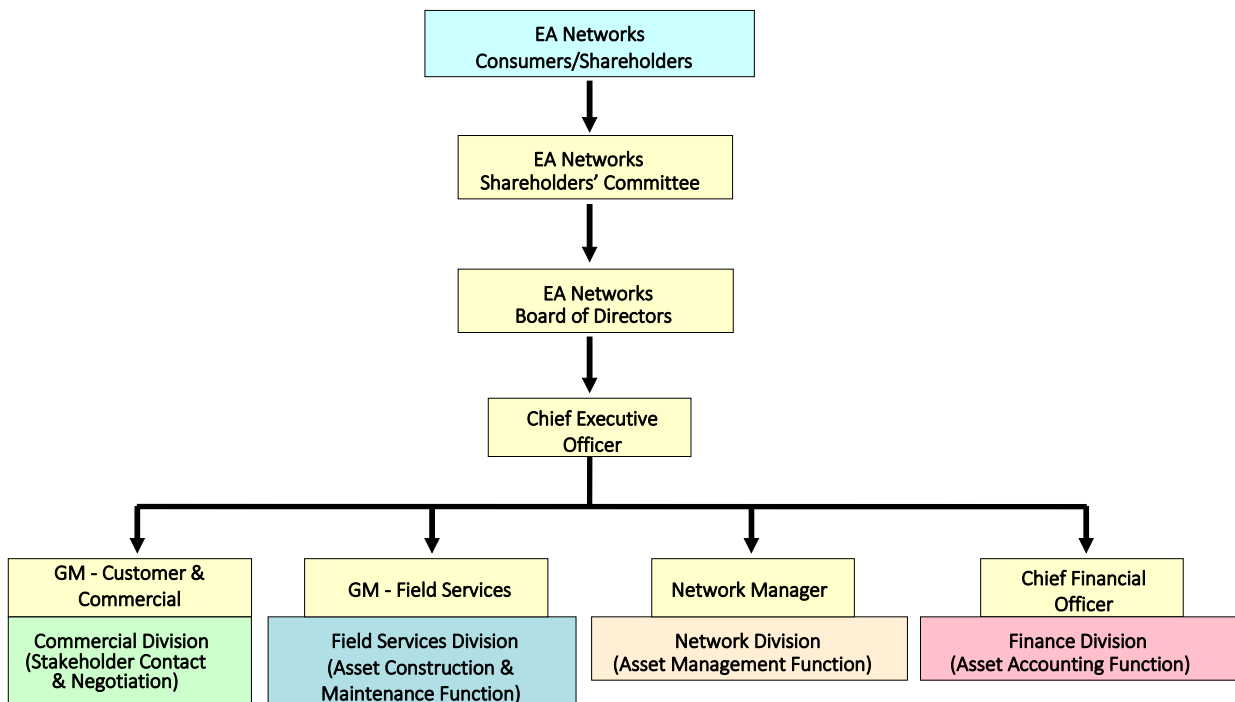 EA Networks
Consumers/Shareholders
EA Networks
Shareholders’ Committee
EA Networks
Board of Directors
Chief Executive
Officer
GM - Customer &
Commercial
Commercial Division
(Stakeholder Contact
& Negotiation)
GM - Field Services
Field Services Division
(Asset Construction &
Maintenance Function)
Network Manager
Network Division
(Asset Management Function)
Chief Financial
Officer
Finance Division
(Asset Accounting Function)